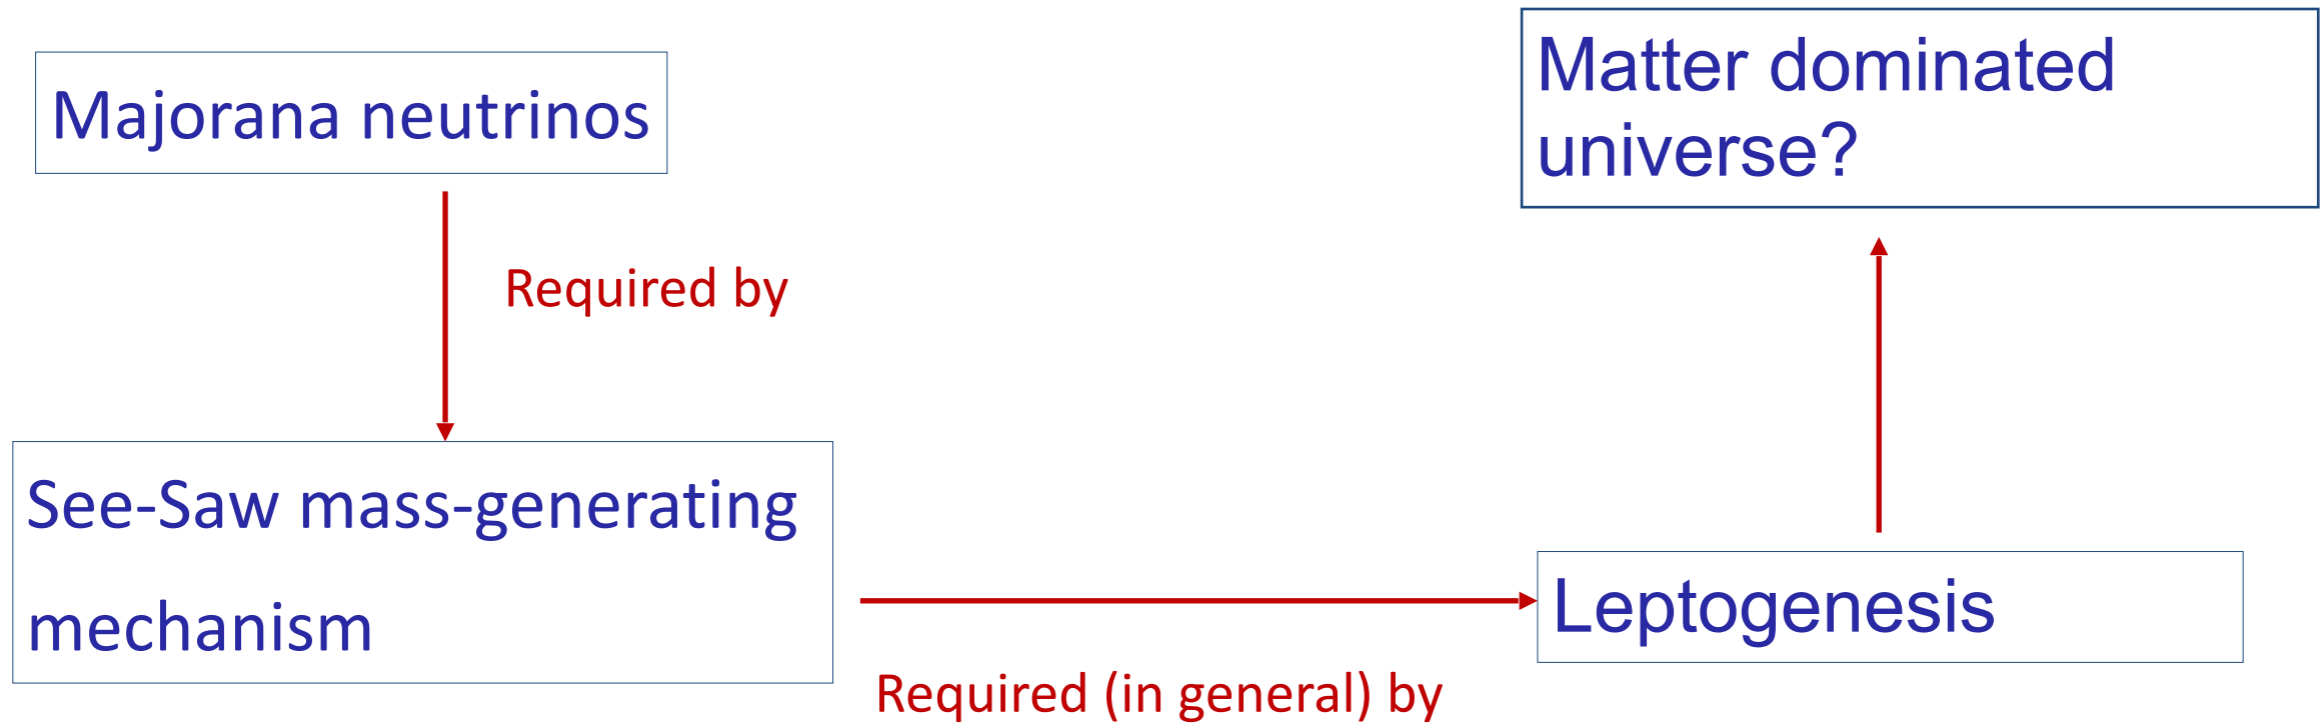 Majorana neutrinos
Matter dominated
universe?
Required by
See-Saw mass-generating
mechanism
Leptogenesis
Required (in general) by